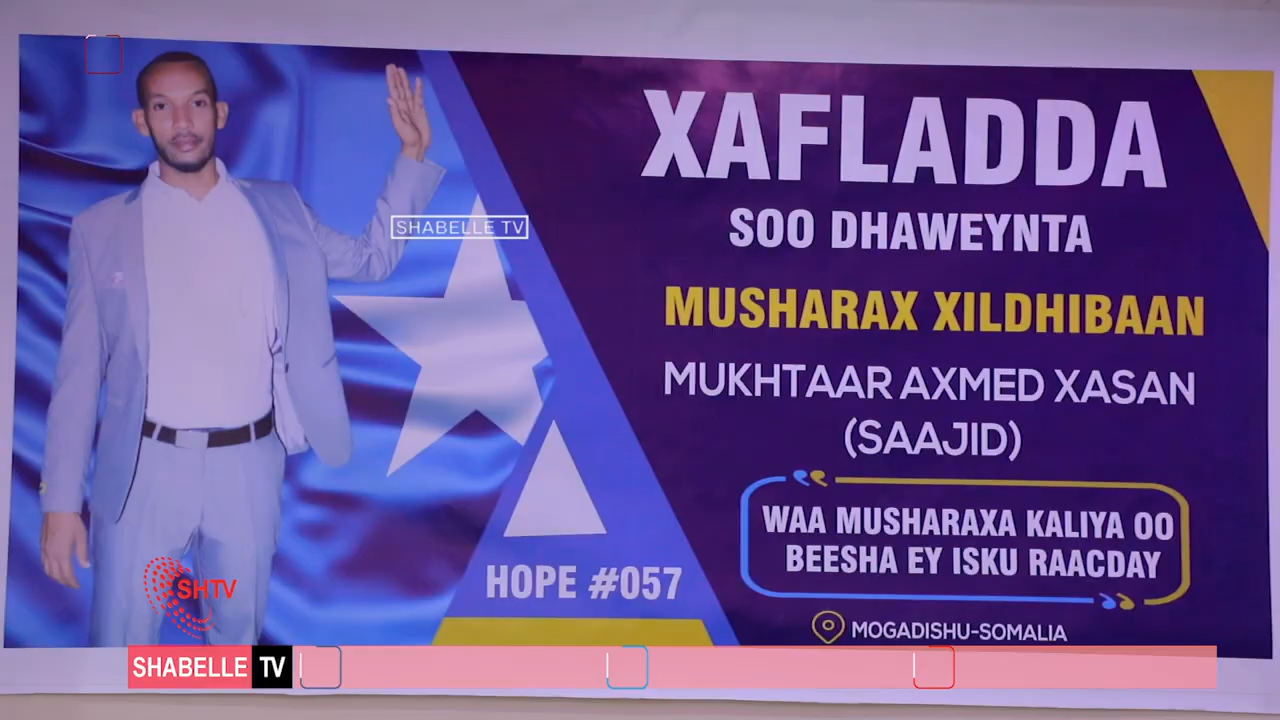 XAFLADDA
SOO DHAWEYNTA
MUSHARAX XILDHIBAAN
MUKHTAAR AXMED XASAN
(SAAJID)
WAA MUSHARAXA KALIYA OO
BEESHA EY ISKU RAACDAY
MOGADISHU-SOMALIA
HOPE #057
SHABELLE TV
SHTV
SHABELLE TV